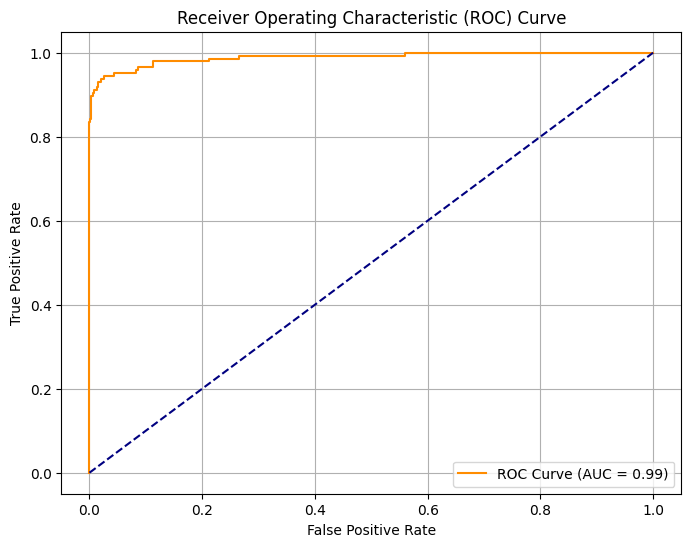 Receiver Operating Characteristic (ROC) Curve
1.0
0.8
0.6
0.4
0.2
0.0
True Positive Rate
ROC Curve (AUC = 0.99)
0.0 0.2 0.4 0.6 0.8 1.0
False Positive Rate